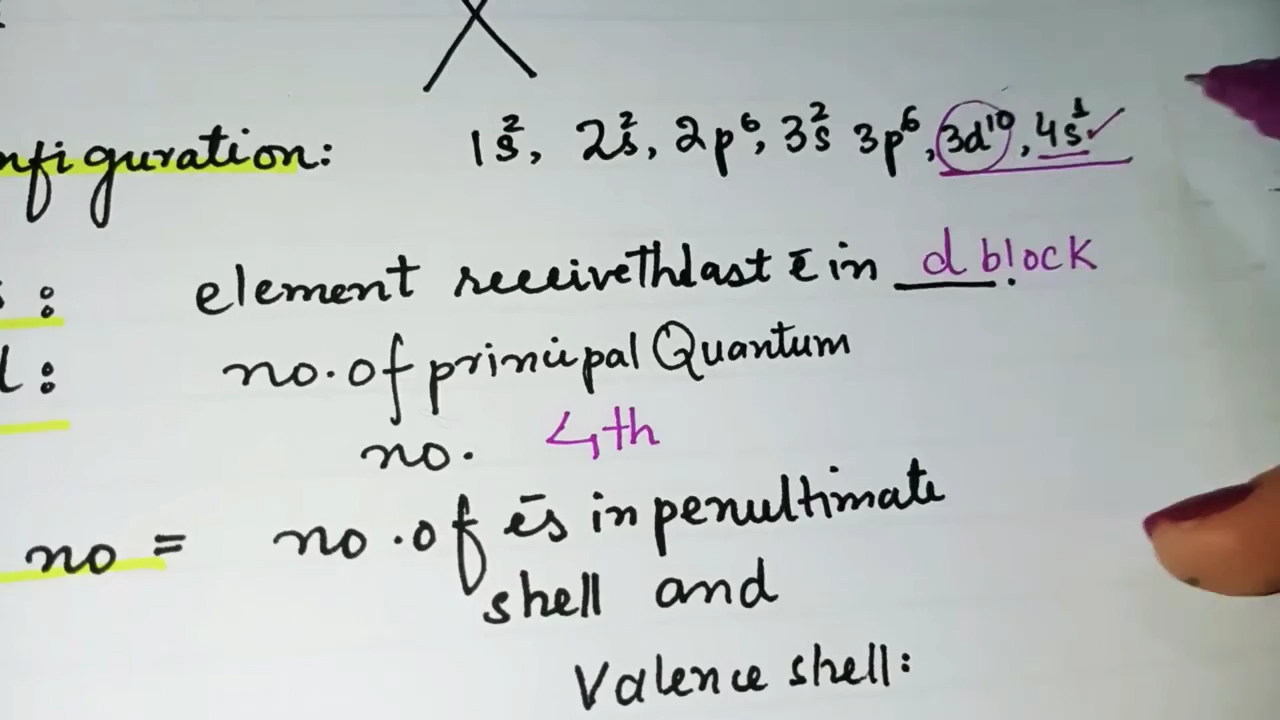 nfiguration: 1s², 2s², 2p⁶, 3s² 3p⁶, 3d¹⁰, 4s¹ ✓
: element receivethlast ē in d block.
l: no. of principal Quantum
no. 4th
no = no. of ēs in penultimate
shell and
Valence shell: